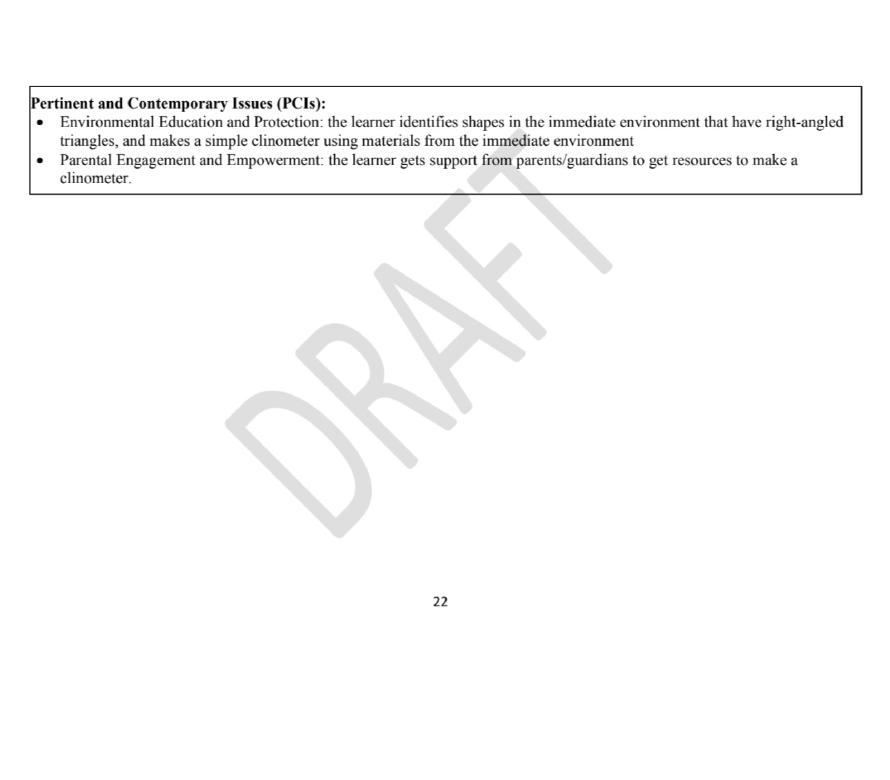 Pertinent and Contemporary Issues (PCIs):
• Environmental Education and Protection: the learner identifies shapes in the immediate environment that have right-angled
triangles, and makes a simple clinometer using materials from the immediate environment
• Parental Engagement and Empowerment: the learner gets support from parents/guardians to get resources to make a
clinometer.
DRAFT
22